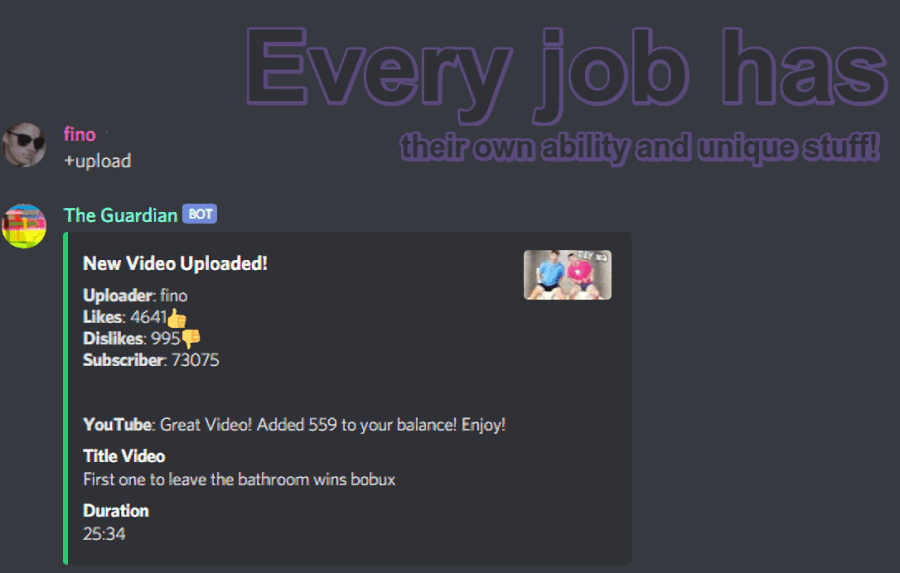 Every job has
their own ability and unique stuff!
fino
+upload
The Guardian BOT
New Video Uploaded!
Uploader: fino
Likes: 4641👍
Dislikes: 995👎
Subscriber: 73075
YouTube: Great Video! Added 559 to your balance! Enjoy!
Title Video
First one to leave the bathroom wins bobux
Duration
25:34